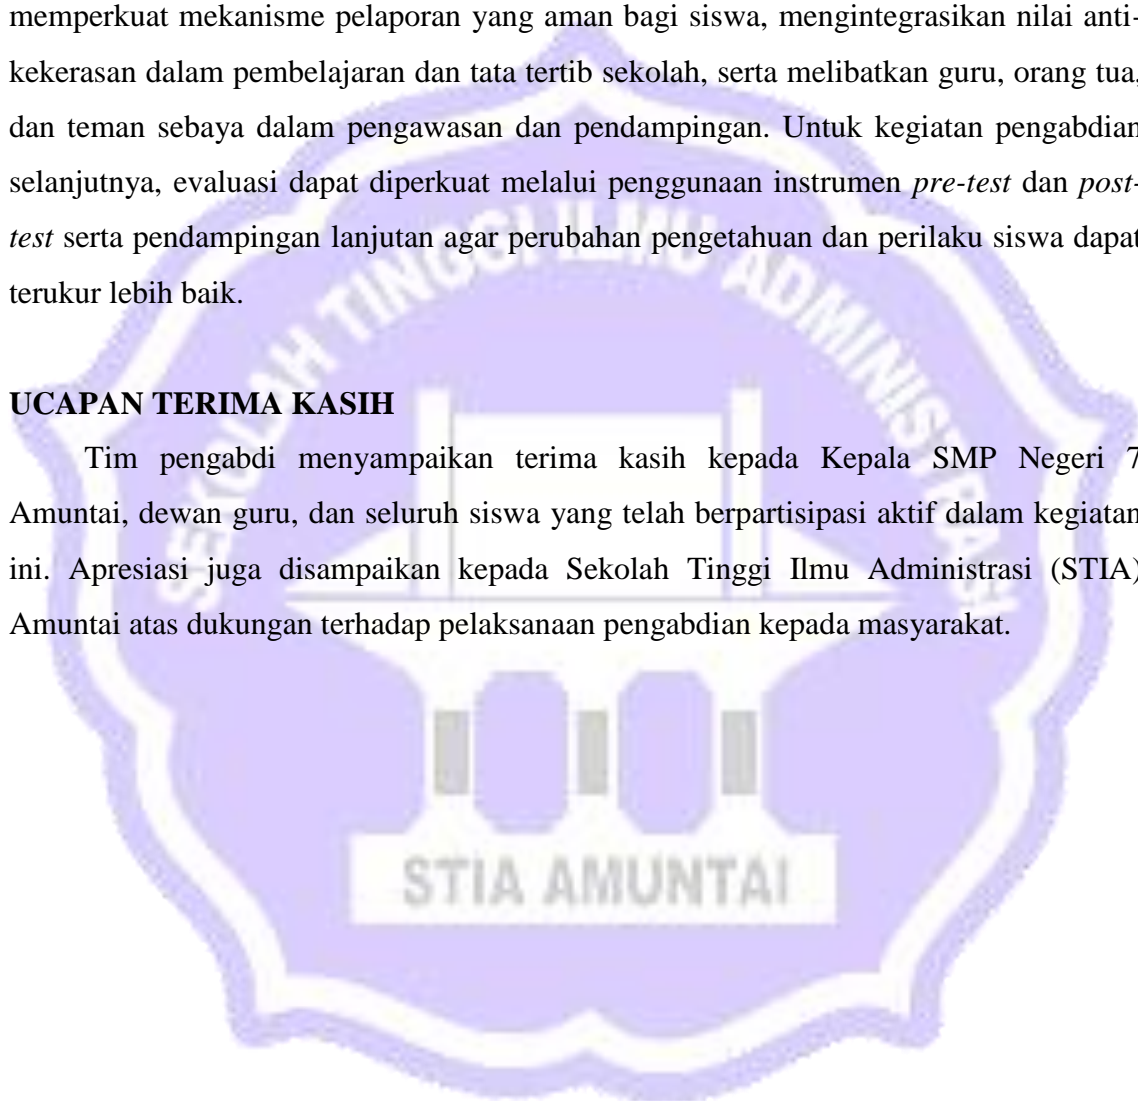 memperkuat mekanisme pelaporan yang aman bagi siswa, mengintegrasikan nilai anti-
kekerasan dalam pembelajaran dan tata tertib sekolah, serta melibatkan guru, orang tua,
dan teman sebaya dalam pengawasan dan pendampingan. Untuk kegiatan pengabdian
selanjutnya, evaluasi dapat diperkuat melalui penggunaan instrumen pre-test dan post-
test serta pendampingan lanjutan agar perubahan pengetahuan dan perilaku siswa dapat
terukur lebih baik.
UCAPAN TERIMA KASIH
Tim pengabdi menyampaikan terima kasih kepada Kepala SMP Negeri 7
Amuntai, dewan guru, dan seluruh siswa yang telah berpartisipasi aktif dalam kegiatan
ini. Apresiasi juga disampaikan kepada Sekolah Tinggi Ilmu Administrasi (STIA)
Amuntai atas dukungan terhadap pelaksanaan pengabdian kepada masyarakat.
SEKOLAH TINGGI ILMU ADMINISTRASI
STIA AMUNTAI